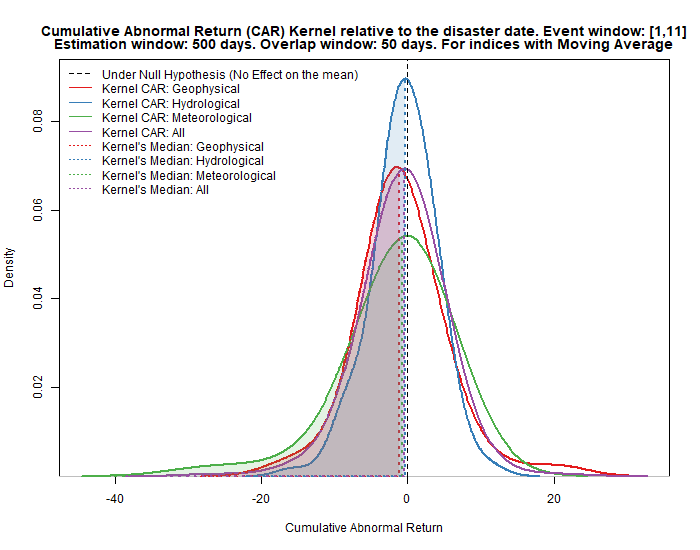 Cumulative Abnormal Return (CAR) Kernel relative to the disaster date. Event window: [1,11]
Estimation window: 500 days. Overlap window: 50 days. For indices with Moving Average
Under Null Hypothesis (No Effect on the mean)
Kernel CAR: Geophysical
Kernel CAR: Hydrological
Kernel CAR: Meteorological
Kernel CAR: All
Kernel's Median: Geophysical
Kernel's Median: Hydrological
Kernel's Median: Meteorological
Kernel's Median: All
0.08
0.06
0.04
0.02
Density
-40
-20
0
20
Cumulative Abnormal Return